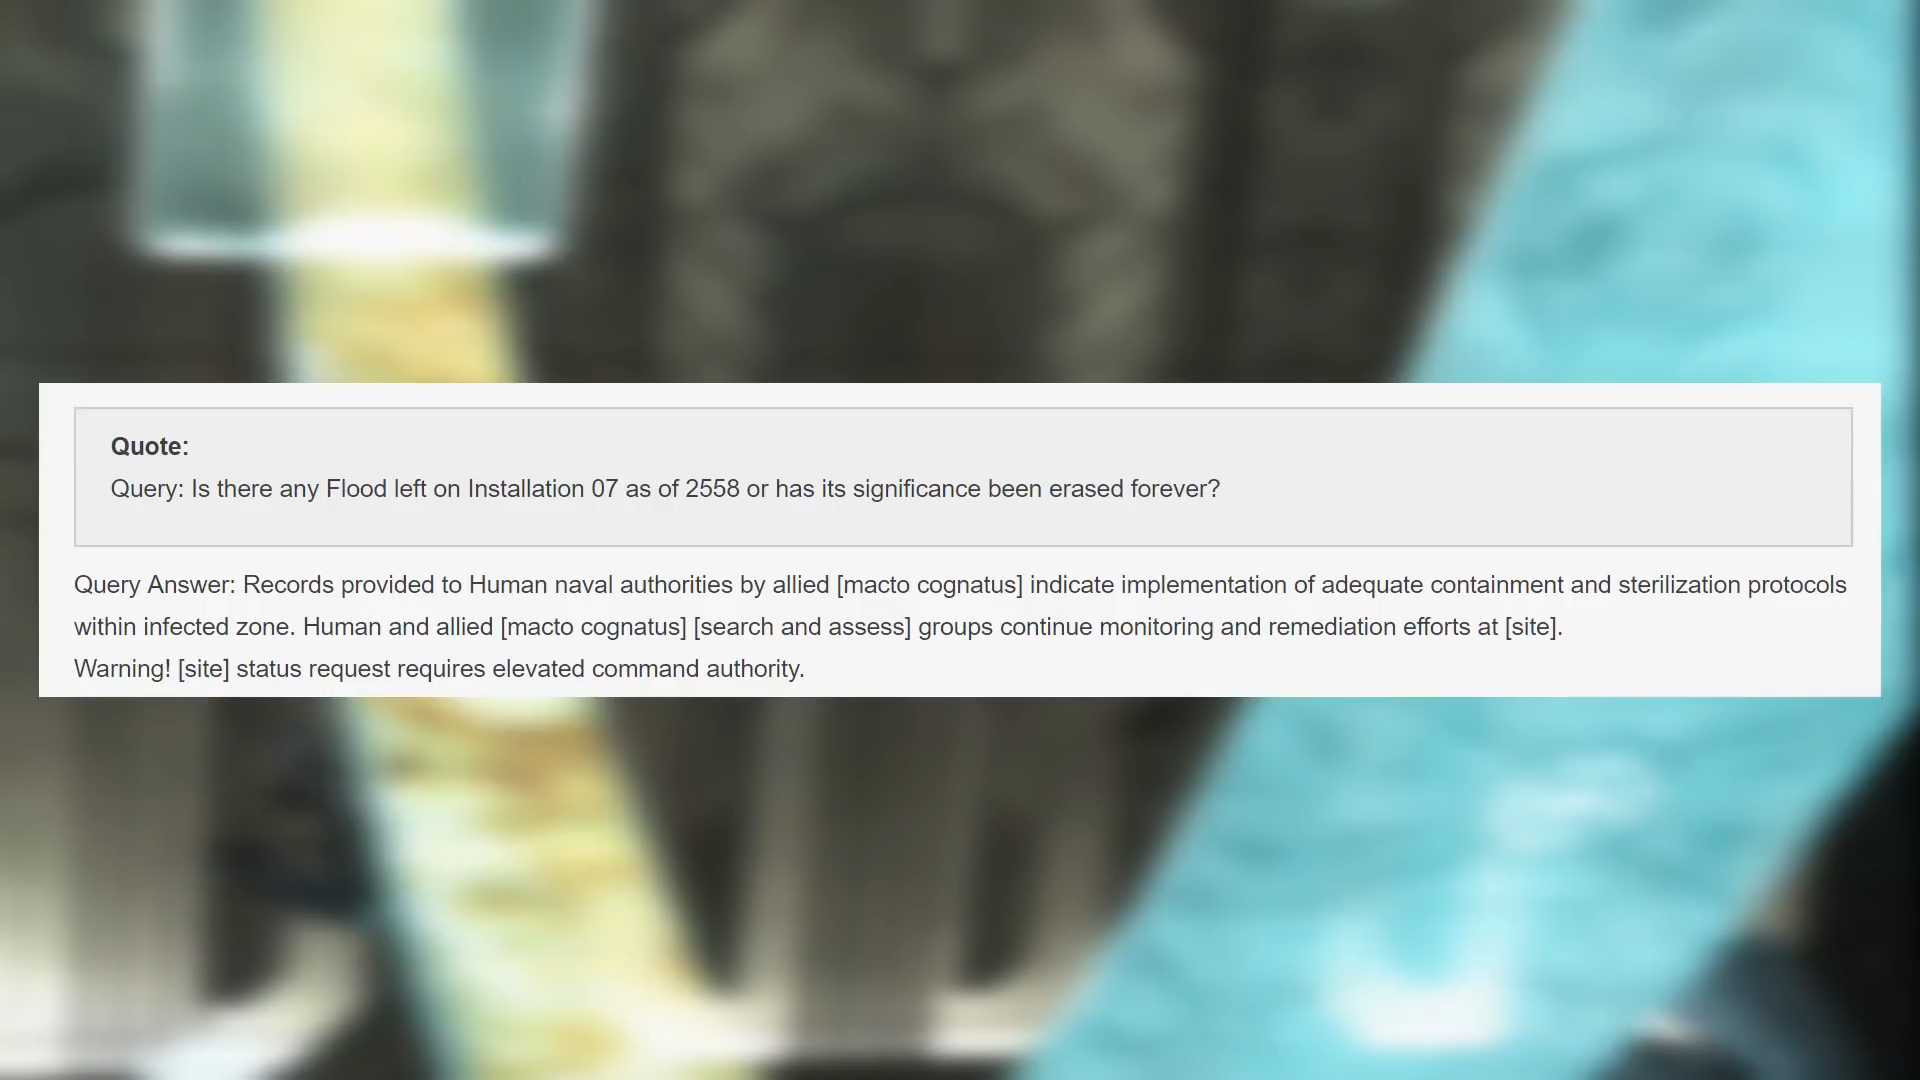 Quote:
Query: Is there any Flood left on Installation 07 as of 2558 or has its significance been erased forever?
Query Answer: Records provided to Human naval authorities by allied [macto cognatus] indicate implementation of adequate containment and sterilization protocols
within infected zone. Human and allied [macto cognatus] [search and assess] groups continue monitoring and remediation efforts at [site].
Warning! [site] status request requires elevated command authority.